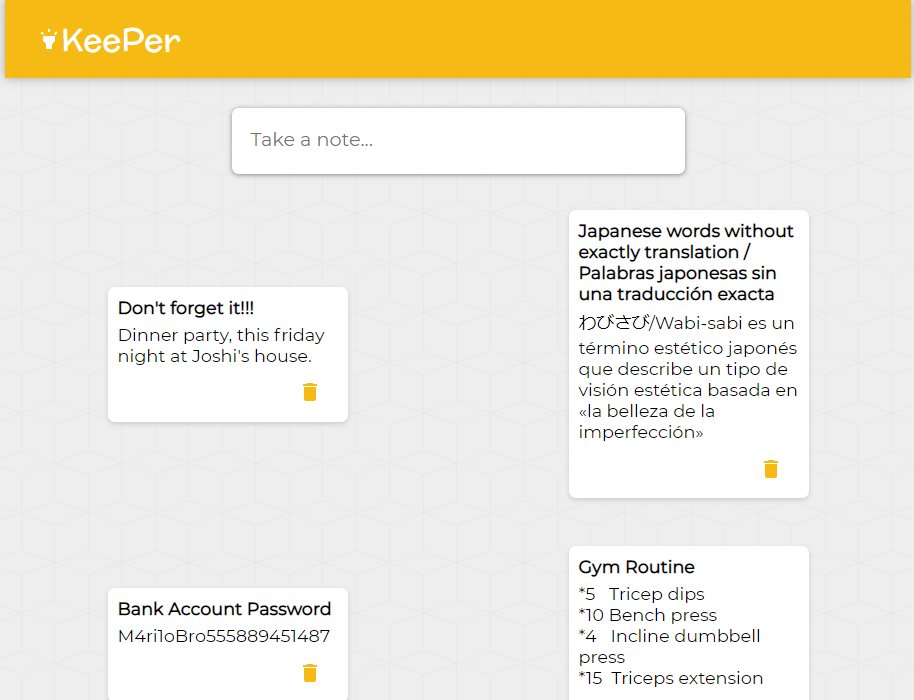 KeePer
Take a note...
Don't forget it!!!
Dinner party, this friday
night at Joshi's house.
Japanese words without
exactly translation /
Palabras japonesas sin
una traducción exacta
わびさび/Wabi-sabi es un
término estético japonés
que describe un tipo de
visión estética basada en
«la belleza de la
imperfección»
Bank Account Password
M4ri1oBro555889451487
Gym Routine
*5 Tricep dips
*10 Bench press
*4 Incline dumbbell
press
*15 Triceps extension